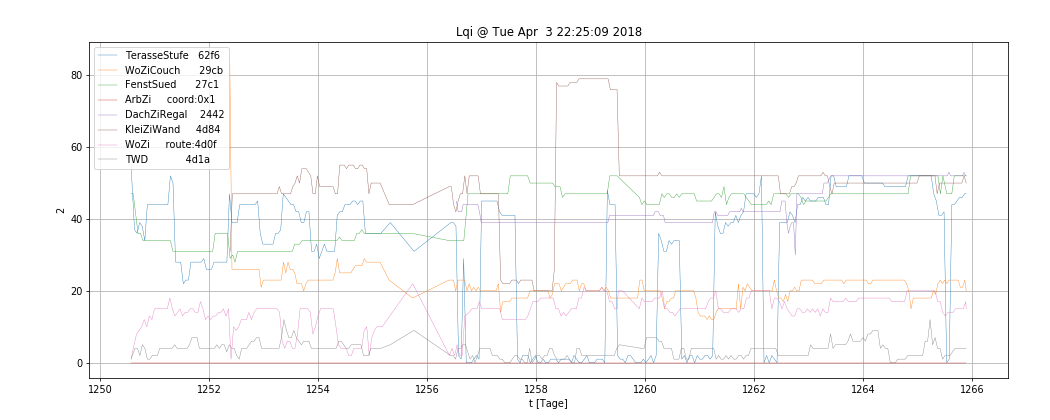 Lqi @ Tue Apr  3 22:25:09 2018
80
60
40
20
0
2
TerasseStufe 62f6
WoZiCouch 29cb
FenstSued 27c1
ArbZi coord:0x1
DachZiRegal 2442
KleiZiWand 4d84
WoZi route:4d0f
TWD 4d1a
1250 1252 1254 1256 1258 1260 1262 1264 1266
t [Tage]